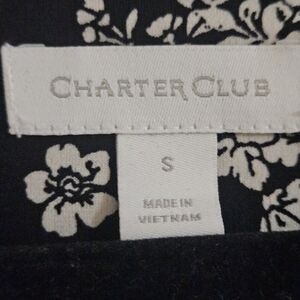 CHARTER CLUB
S
MADE IN
VIETNAM